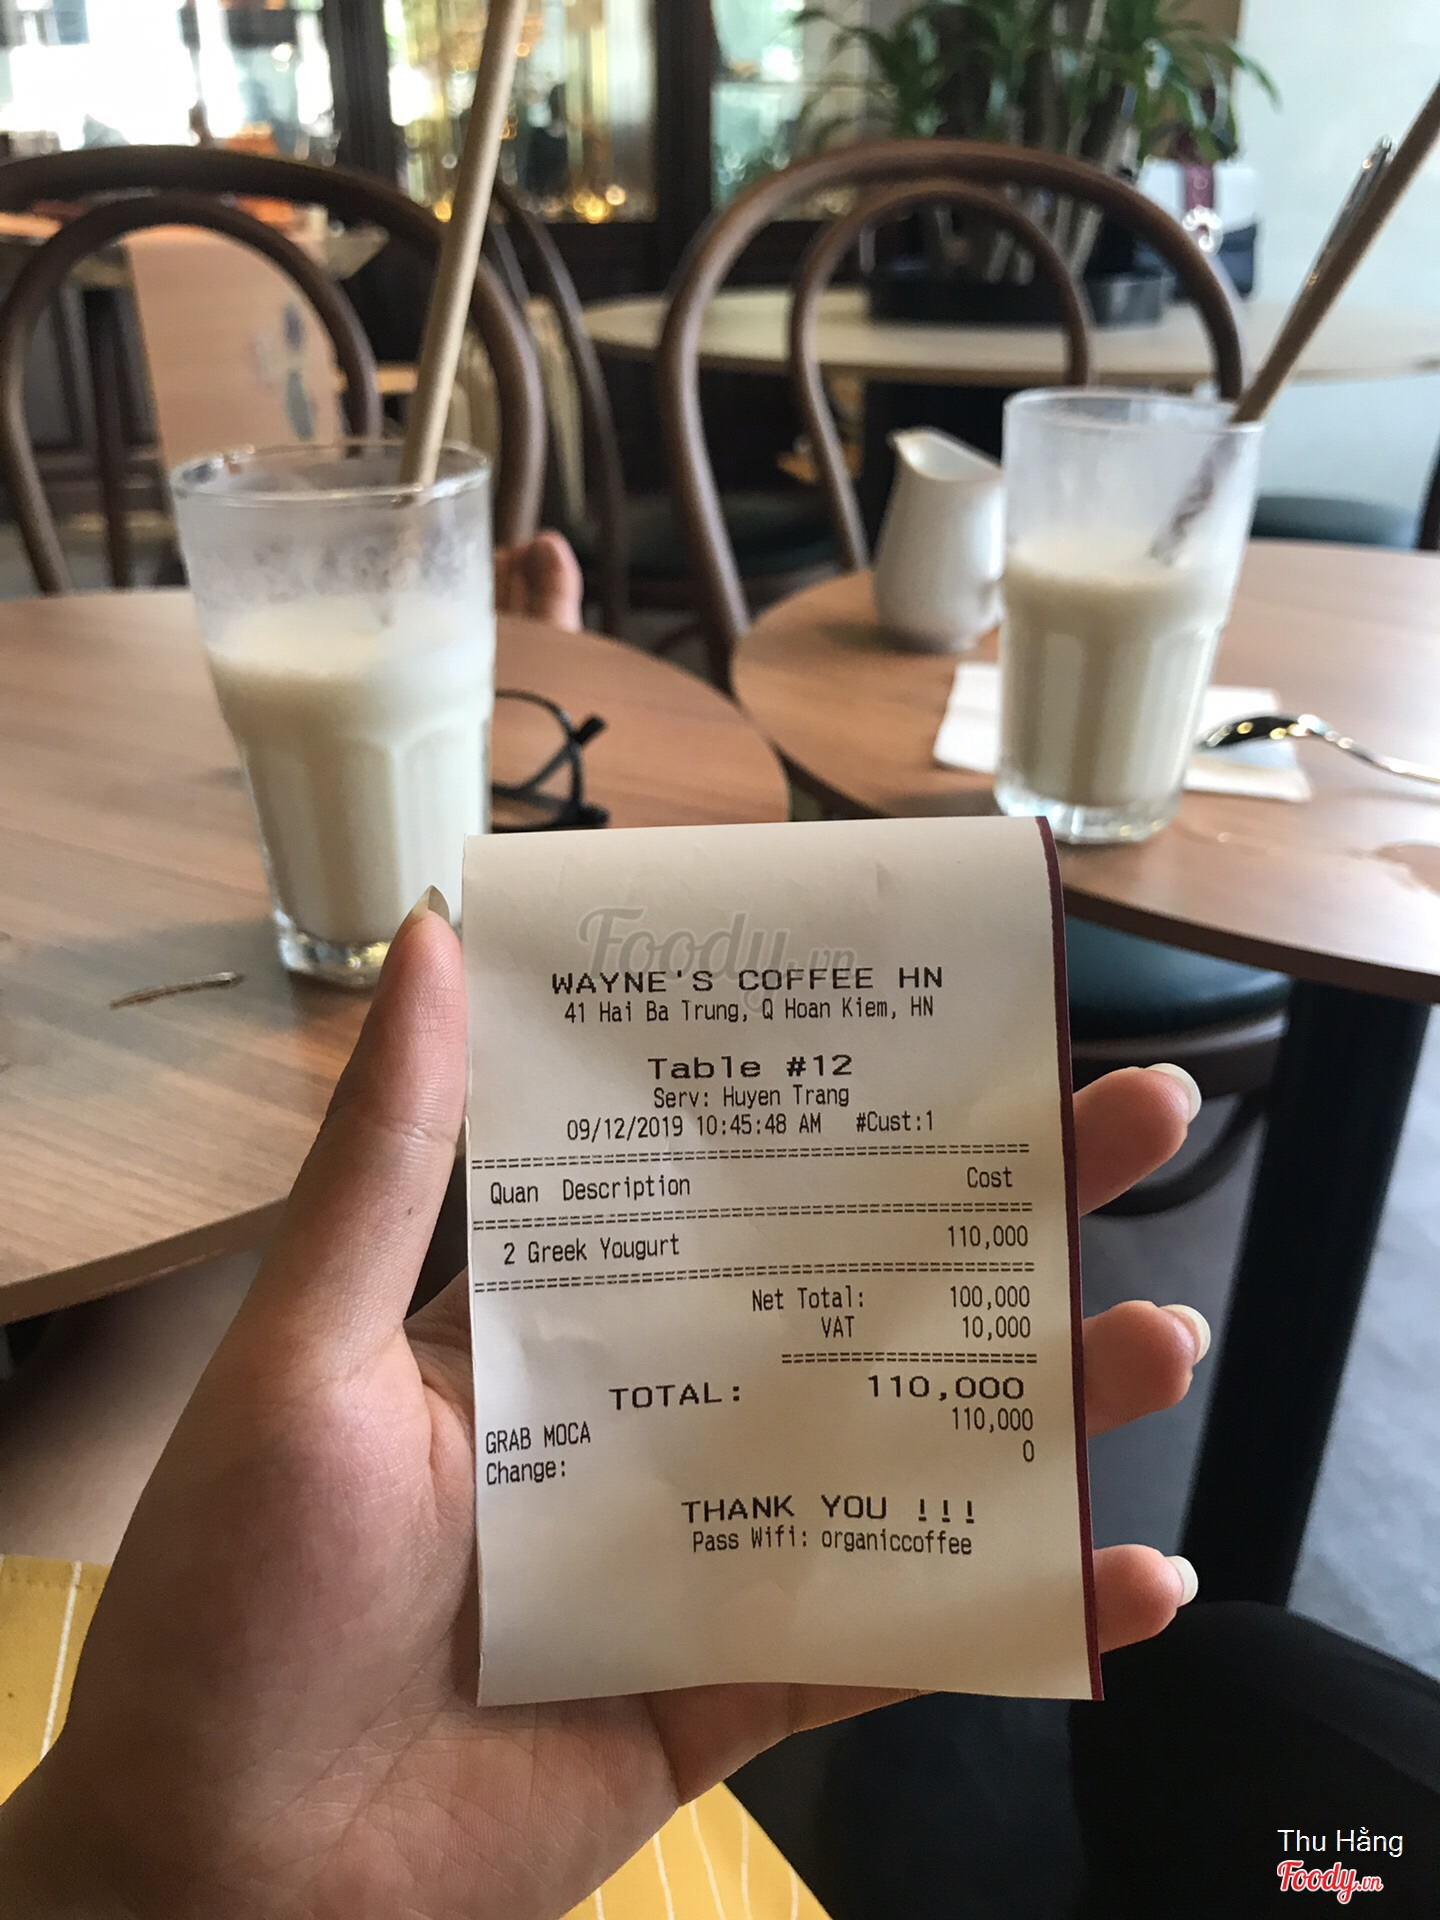 Foody.vn
WAYNE'S COFFEE HN
41 Hai Ba Trung, Q Hoan Kiem, HN
Table #12
Serv: Huyen Trang
09/12/2019 10:45:48 AM #Cust:1
Quan Description Cost
2 Greek Yougurt 110,000
Net Total: 100,000
VAT 10,000
TOTAL: 110,000
GRAB MOCA 110,000
Change: 0
THANK YOU !!!
Pass Wifi: organiccoffee
Thu Hằng
Foody.vn